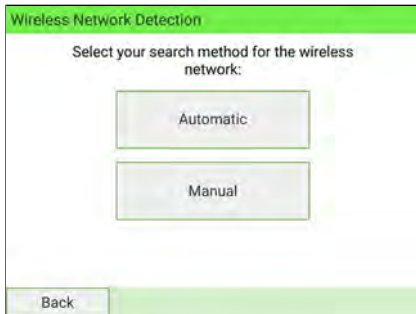 Wireless Network Detection
Select your search method for the wireless
network:
Automatic
Manual
Back